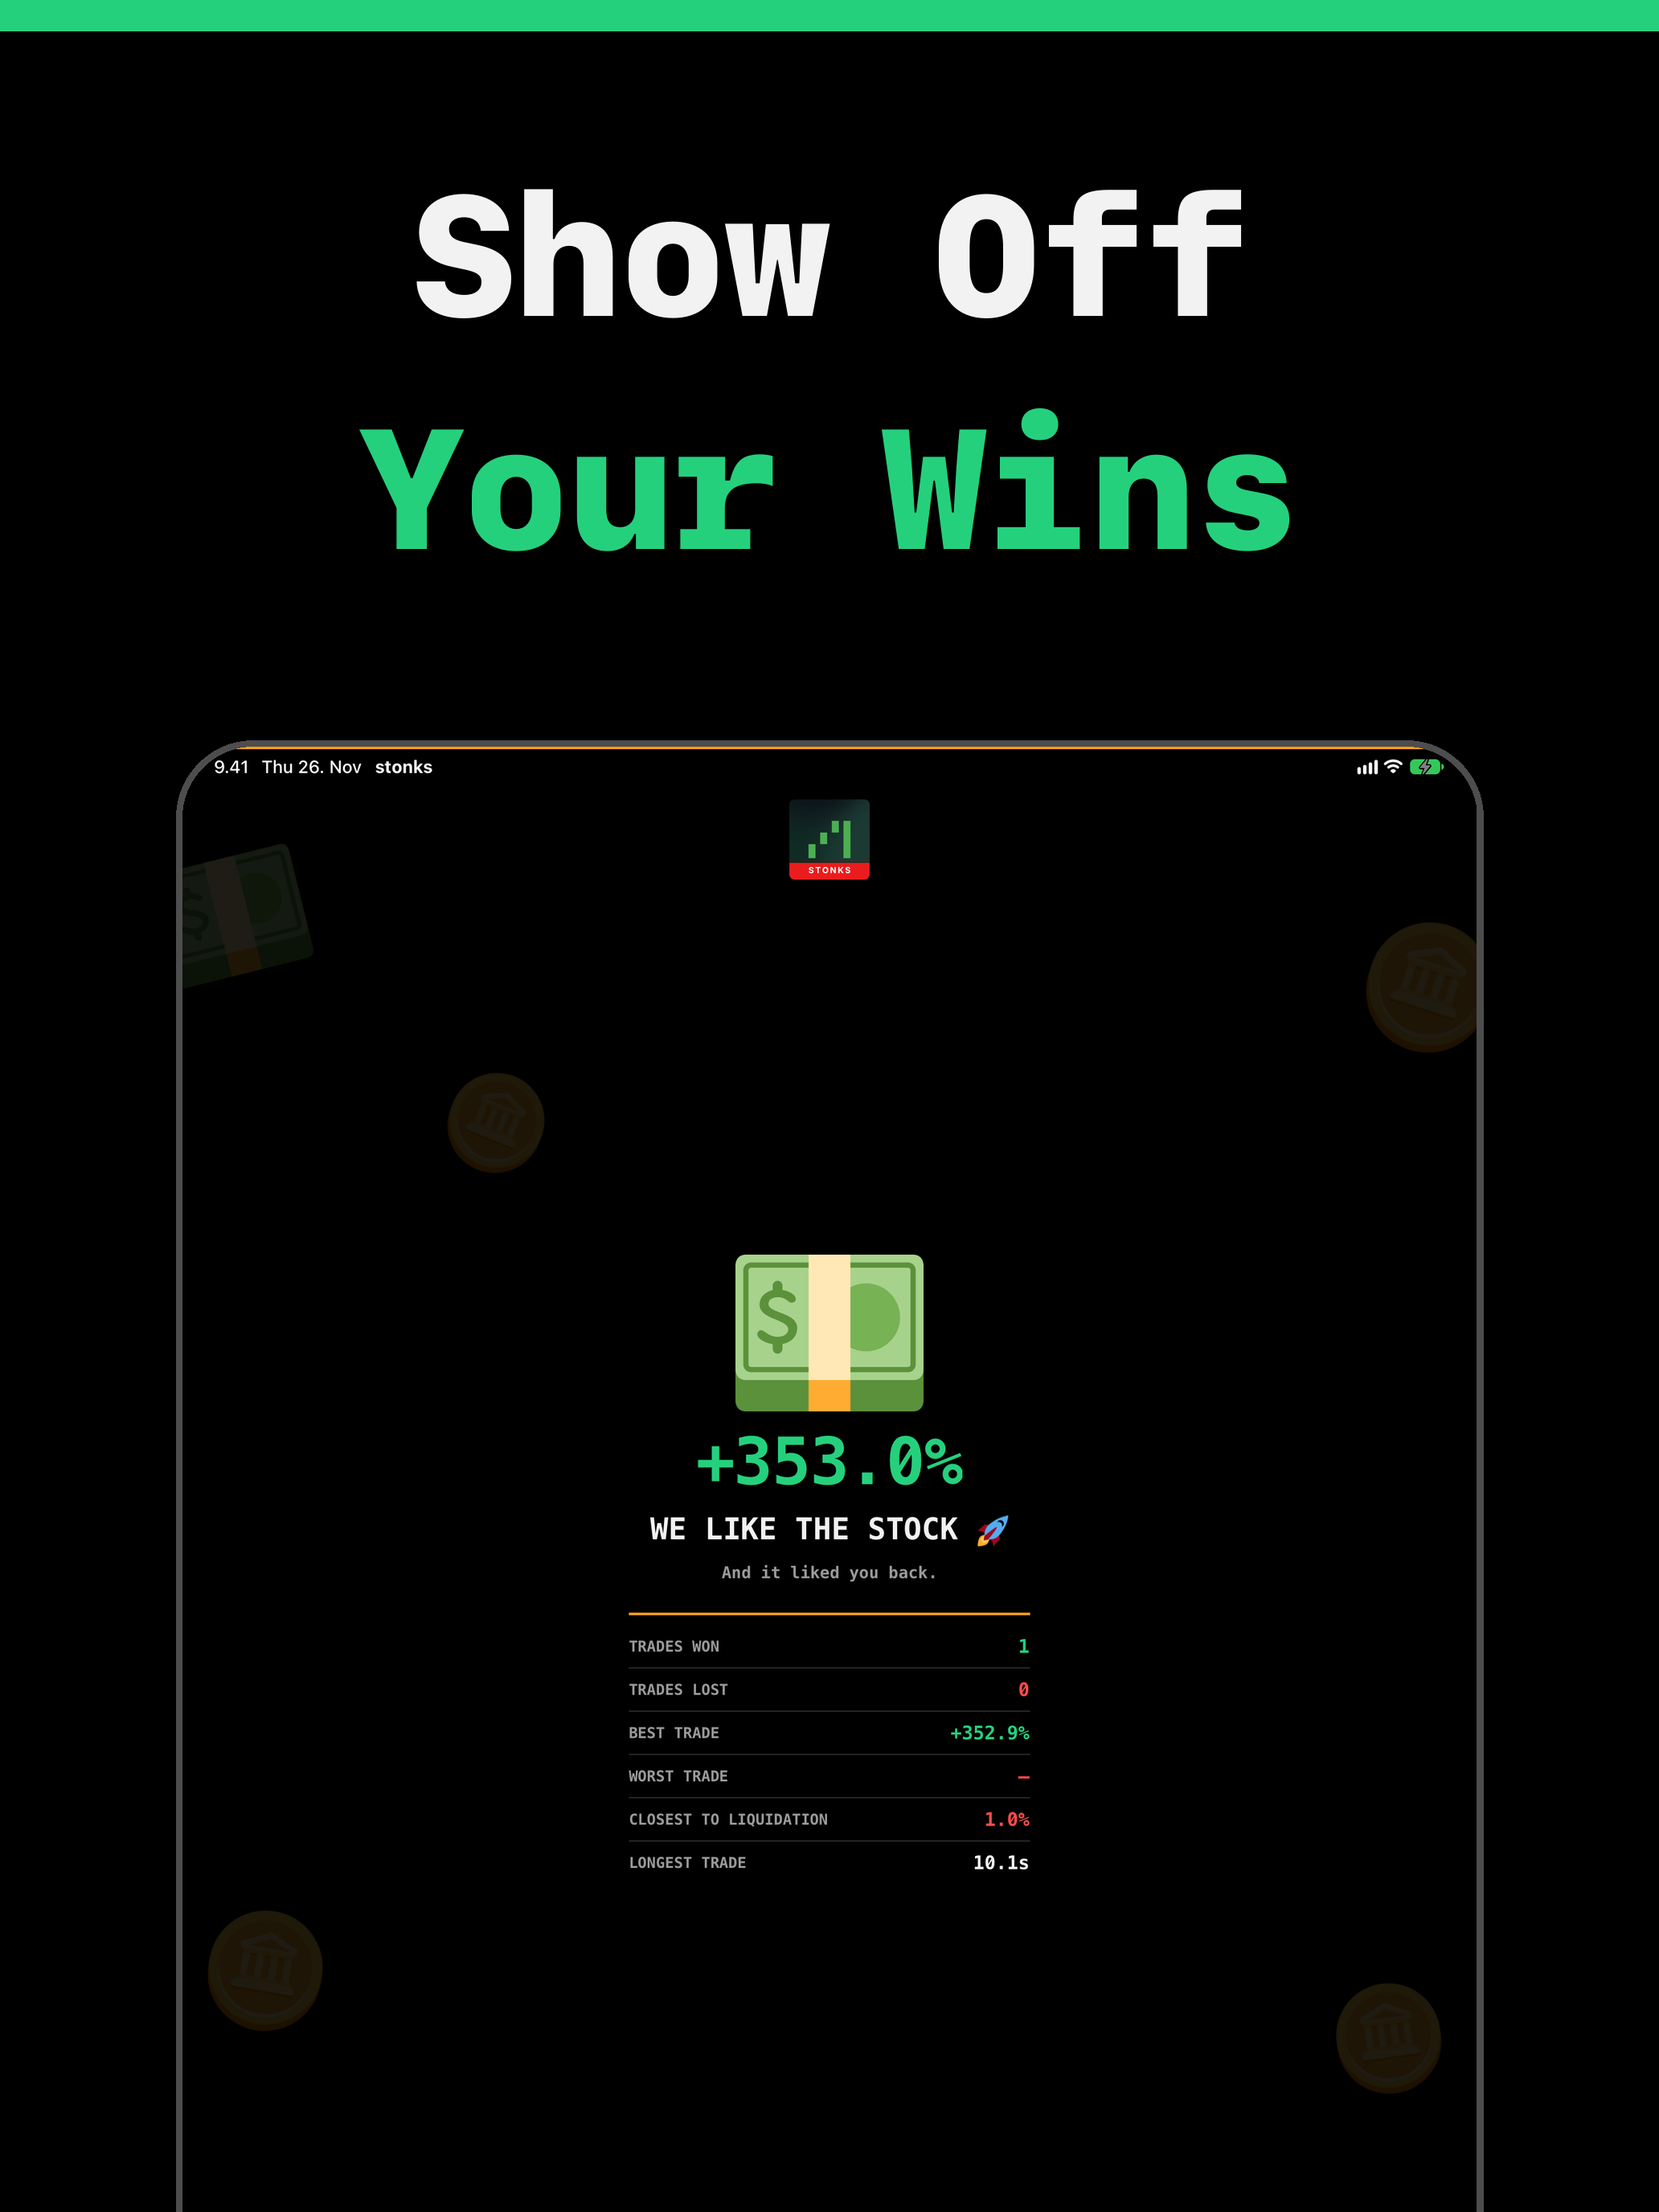 Show Off
Your Wins
9.41 Thu 26. Nov stonks
STONKS
$
$
+353.0%
WE LIKE THE STOCK 🚀
And it liked you back.
TRADES WON 1
TRADES LOST 0
BEST TRADE +352.9%
WORST TRADE —
CLOSEST TO LIQUIDATION 1.0%
LONGEST TRADE 10.1s